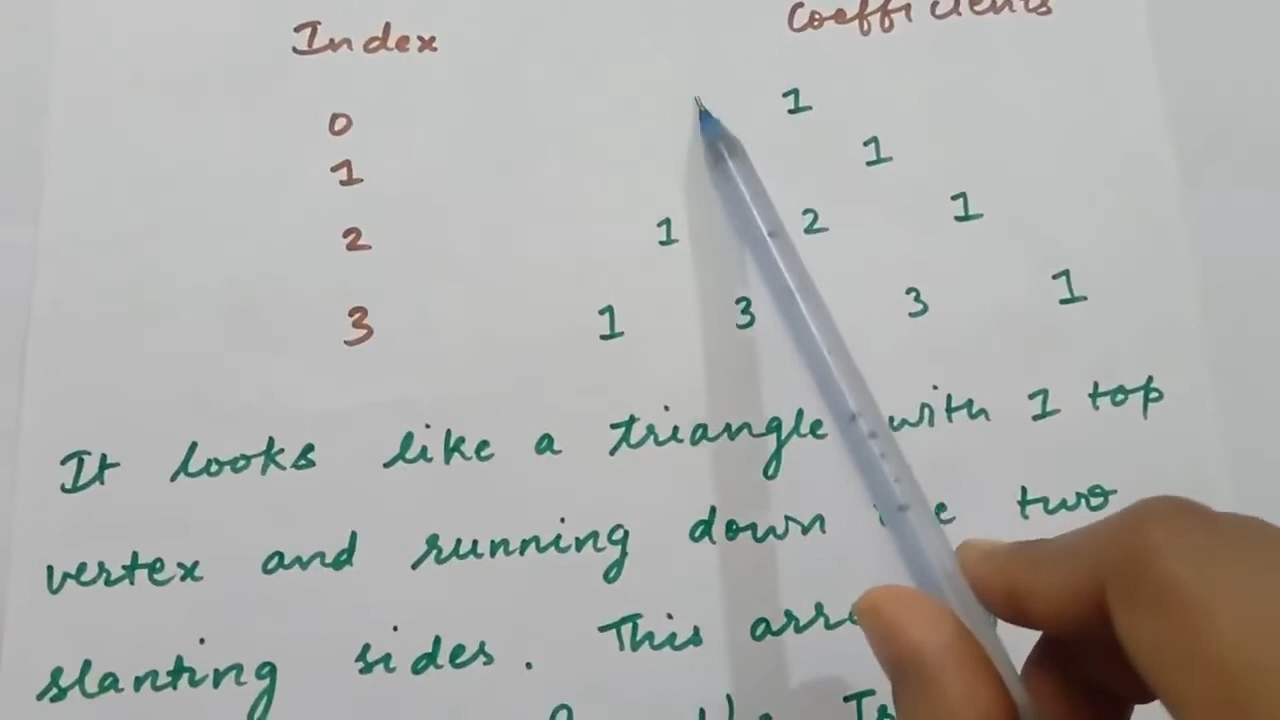 Index Coefficients
0 1
1 1
2 1 2 1
3 1 3 3 1
It looks like a triangle with 1 top
vertex and running down two
slanting sides. This